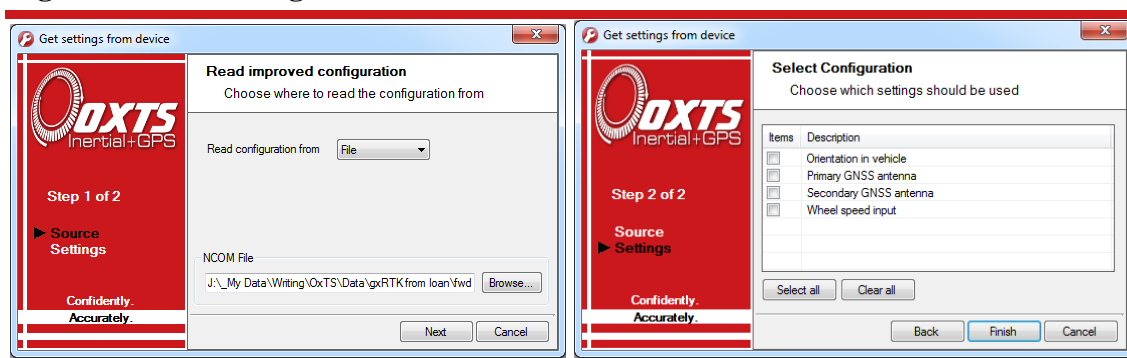 Get settings from device
OXTS
Inertial+GPS
Step 1 of 2
Source
Settings
Confidently.
Accurately.
Read improved configuration
Choose where to read the configuration from
Read configuration from File
NCOM File
J:\_My Data\Writing\OxTS\Data\gxRTK from loan\fwd Browse...
Next Cancel
Get settings from device
OXTS
Inertial+GPS
Step 2 of 2
Source
Settings
Confidently.
Accurately.
Select Configuration
Choose which settings should be used
Items Description
Orientation in vehicle
Primary GNSS antenna
Secondary GNSS antenna
Wheel speed input
Select all Clear all
Back Finish Cancel